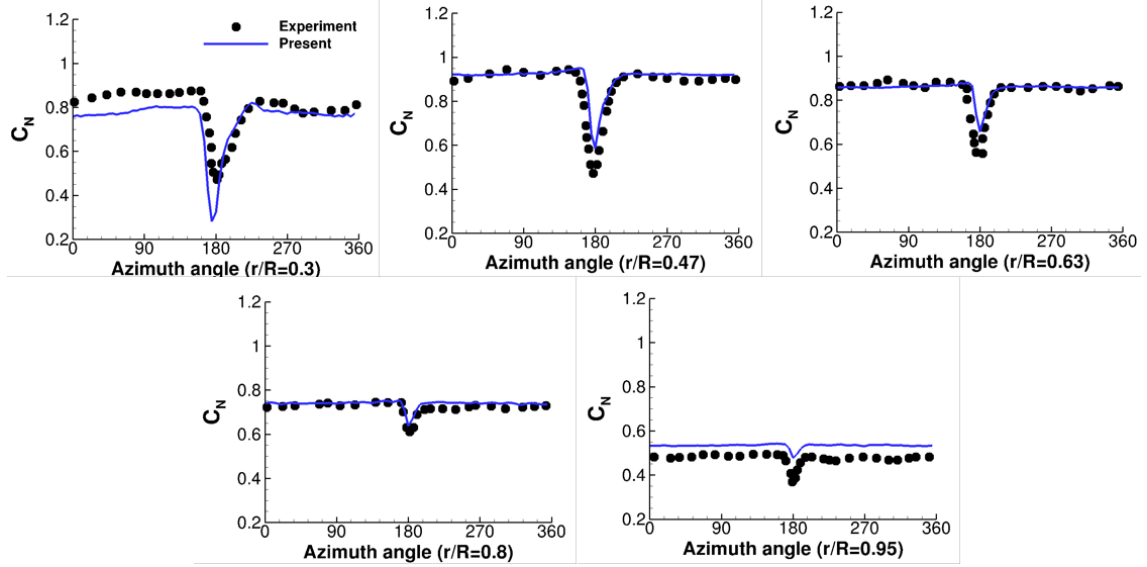 1.2
1
0.8
0.6
0.4
0.2
C_N
Experiment
Present
0 90 180 270 360
Azimuth angle (r/R=0.3)
1.2
1
0.8
0.6
0.4
0.2
C_N
0 90 180 270 360
Azimuth angle (r/R=0.47)
1.2
1
0.8
0.6
0.4
0.2
C_N
0 90 180 270 360
Azimuth angle (r/R=0.63)
1.2
1
0.8
0.6
0.4
0.2
C_N
0 90 180 270 360
Azimuth angle (r/R=0.8)
1.2
1
0.8
0.6
0.4
0.2
C_N
0 90 180 270 360
Azimuth angle (r/R=0.95)